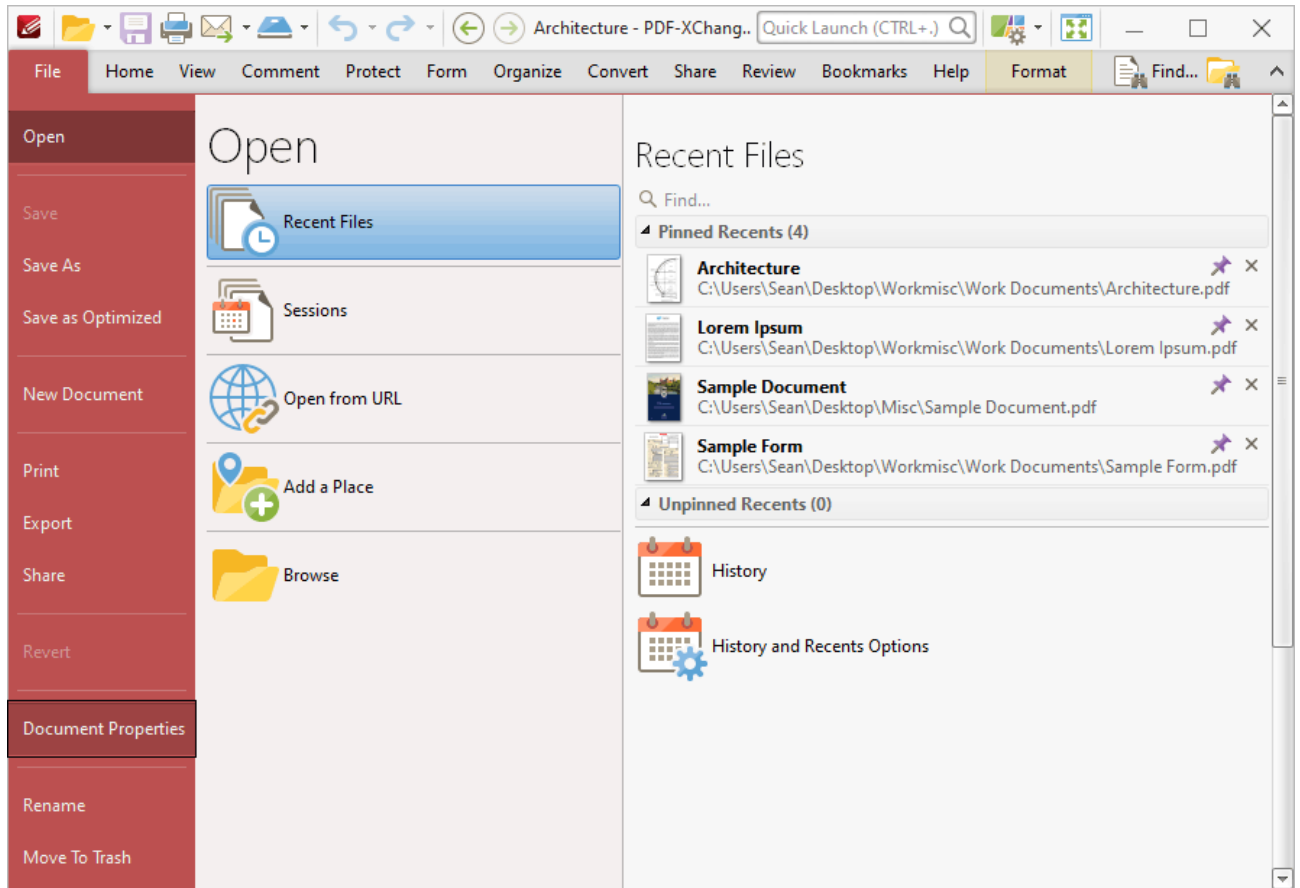 Architecture - PDF-XChang.. Quick Launch (CTRL+.)
File Home View Comment Protect Form Organize Convert Share Review Bookmarks Help Format Find...
Open
Save
Save As
Save as Optimized
New Document
Print
Export
Share
Revert
Document Properties
Rename
Move To Trash
Open
Recent Files
Sessions
Open from URL
Add a Place
Browse
Recent Files
Find...
Pinned Recents (4)
Architecture
C:\Users\Sean\Desktop\Workmisc\Work Documents\Architecture.pdf
Lorem Ipsum
C:\Users\Sean\Desktop\Workmisc\Work Documents\Lorem Ipsum.pdf
Sample Document
C:\Users\Sean\Desktop\Misc\Sample Document.pdf
Sample Form
C:\Users\Sean\Desktop\Workmisc\Work Documents\Sample Form.pdf
Unpinned Recents (0)
History
History and Recents Options